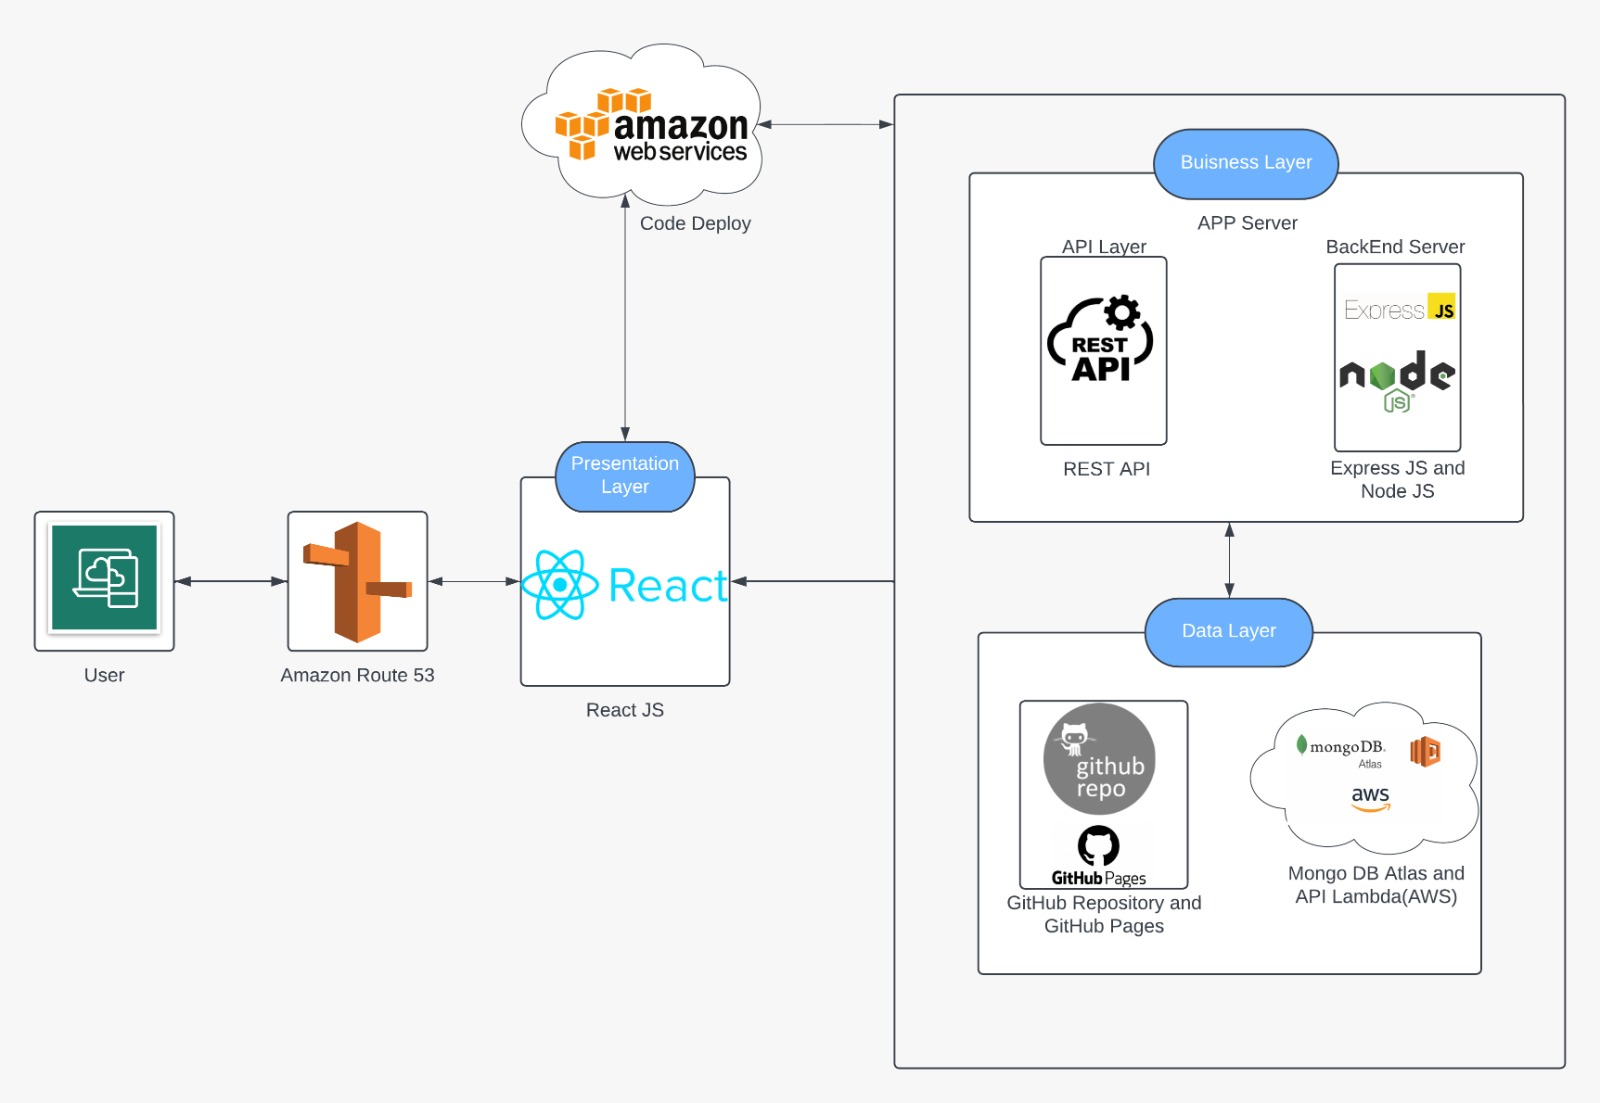 amazon
web services
Code Deploy
Buisness Layer
APP Server
API Layer
BackEnd Server
REST
API
Express JS
node
JS
REST API
Express JS and
Node JS
Presentation
Layer
React
User
Amazon Route 53
React JS
Data Layer
github
repo
GitHub Pages
mongoDB.
Atlas
aws
GitHub Repository and
GitHub Pages
Mongo DB Atlas and
API Lambda(AWS)